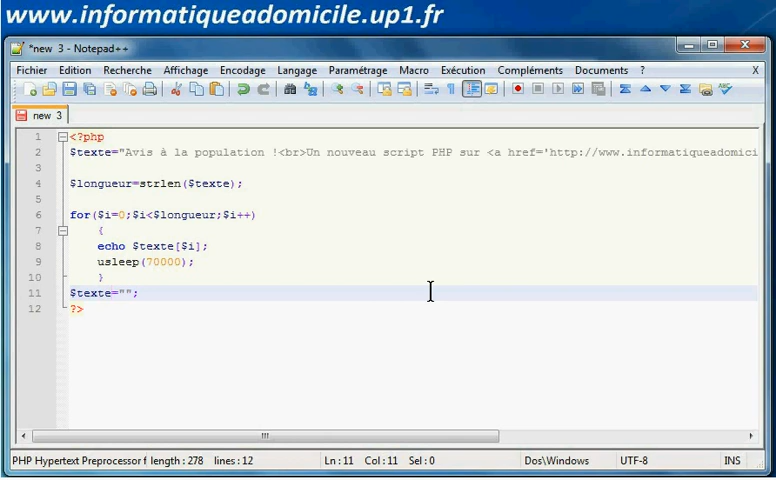 www.informatiqueadomicile.up1.fr
*new 3 - Notepad++
Fichier Edition Recherche Affichage Encodage Langage Paramétrage Macro Exécution Compléments Documents ? X
new 3
1 <?php
2 $texte="Avis à la population !<br>Un nouveau script PHP sur <a href='http://www.informatiqueadomici
3
4 $longueur=strlen($texte);
5
6 for($i=0;$i<$longueur;$i++)
7 {
8 echo $texte[$i];
9 usleep(70000);
10 }
11 $texte="";
12 ?>
PHP Hypertext Preprocessor f length : 278 lines : 12 Ln : 11 Col : 11 Sel : 0 Dos\Windows UTF-8 INS